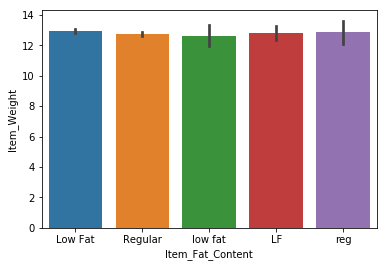 14
12
10
8
6
4
2
0
Item_Weight
Low Fat Regular low fat LF reg
Item_Fat_Content